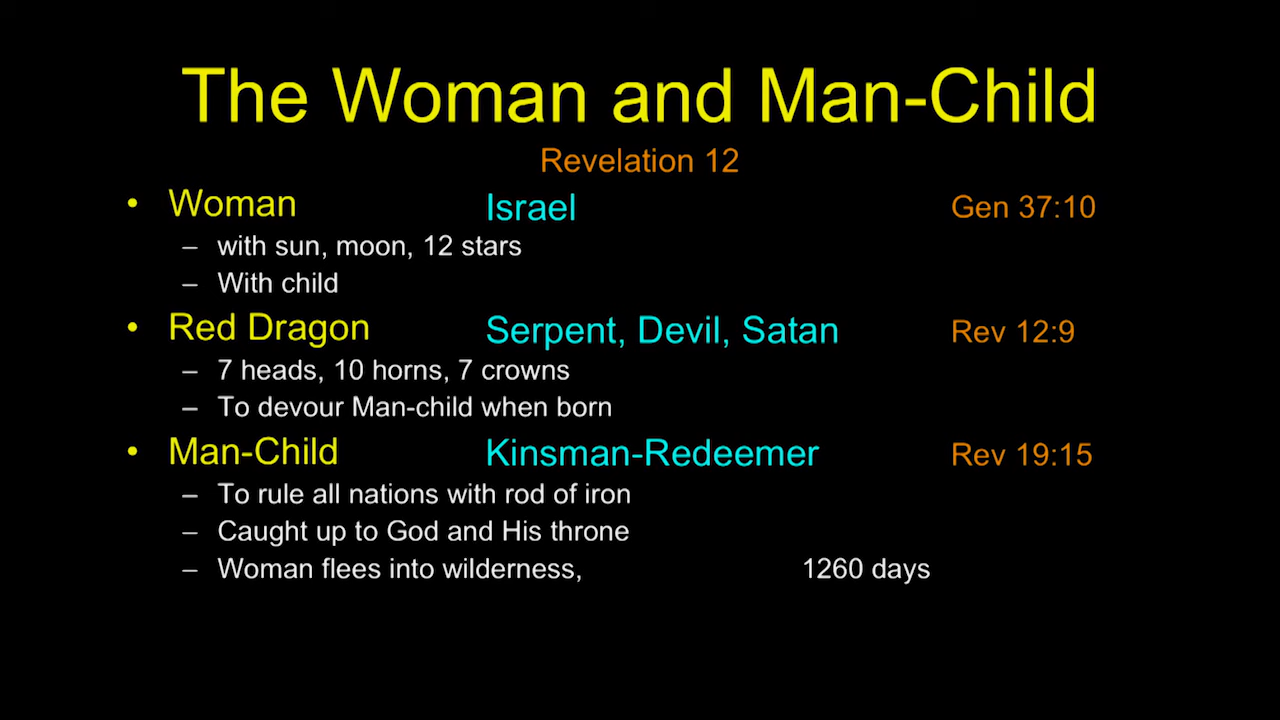 The Woman and Man-Child
Revelation 12
• Woman Israel Gen 37:10
– with sun, moon, 12 stars
– With child
• Red Dragon Serpent, Devil, Satan Rev 12:9
– 7 heads, 10 horns, 7 crowns
– To devour Man-child when born
• Man-Child Kinsman-Redeemer Rev 19:15
– To rule all nations with rod of iron
– Caught up to God and His throne
– Woman flees into wilderness, 1260 days